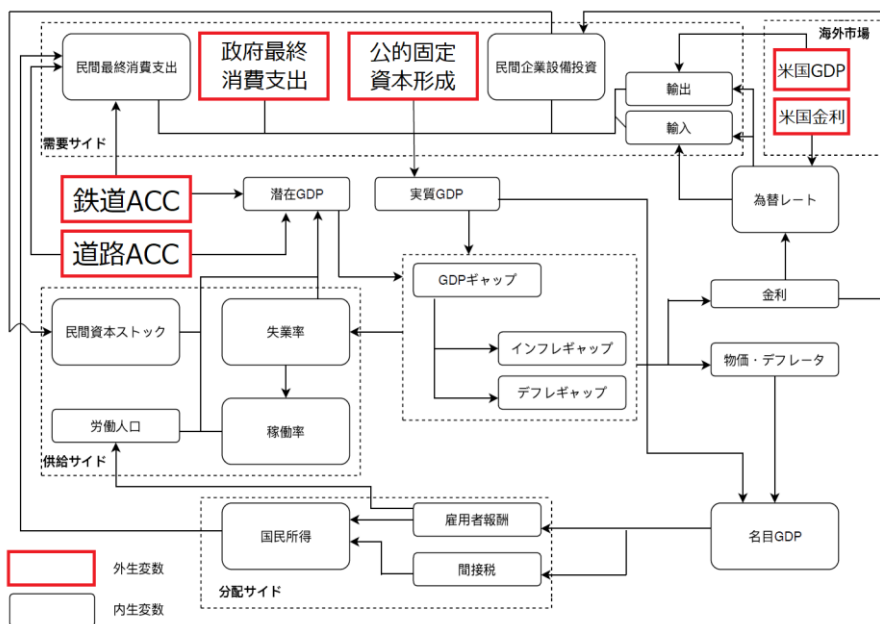 海外市場
民間最終消費支出
政府最終
消費支出
公的固定
資本形成
民間企業設備投資
米国GDP
輸出
米国金利
輸入
需要サイド
鉄道ACC
潜在GDP
実質GDP
為替レート
道路ACC
GDPギャップ
金利
民間資本ストック
失業率
インフレギャップ
物価・デフレータ
デフレギャップ
労働人口
稼働率
供給サイド
国民所得
雇用者報酬
名目GDP
間接税
分配サイド
外生変数
内生変数